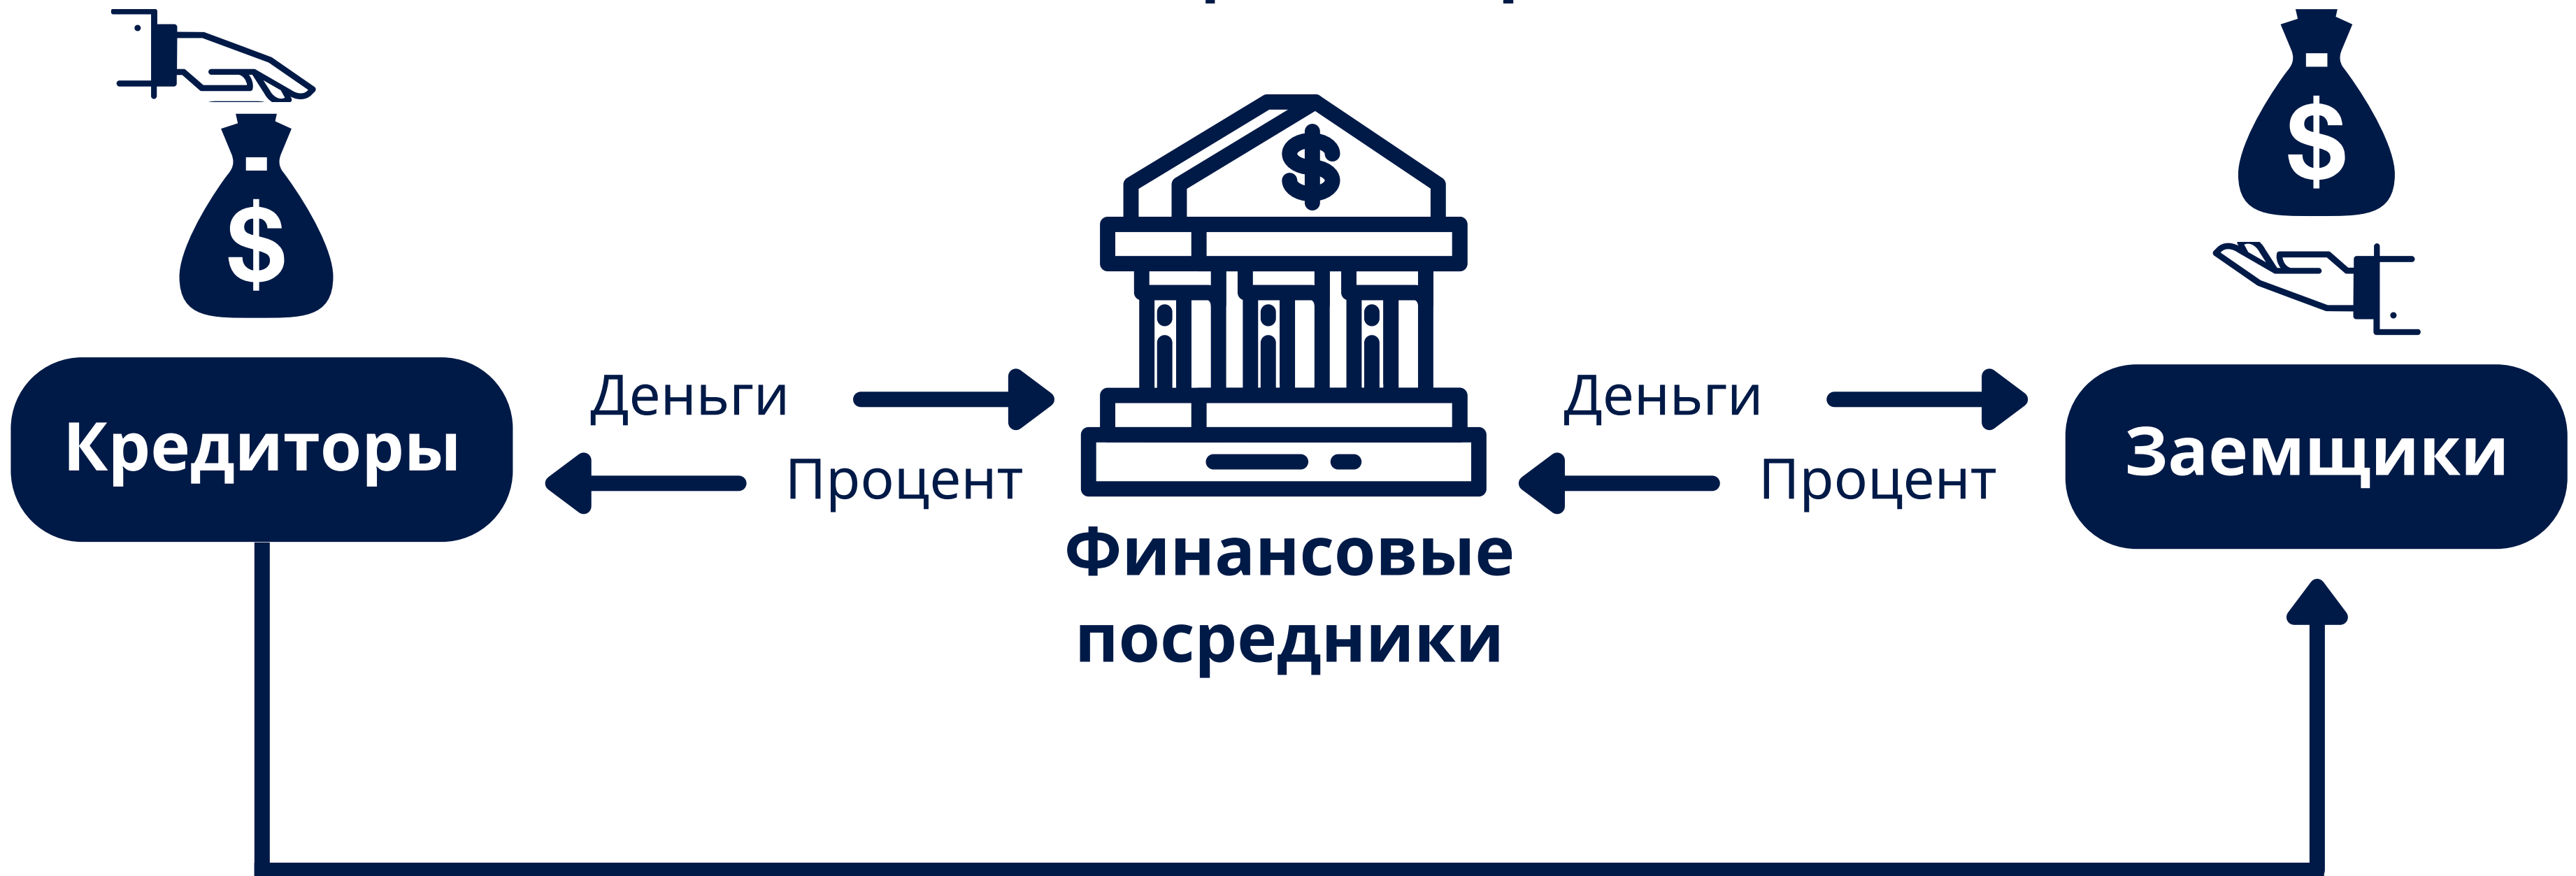 Деньги
Деньги
Кредиторы
Заемщики
Процент
Процент
Финансовые
посредники